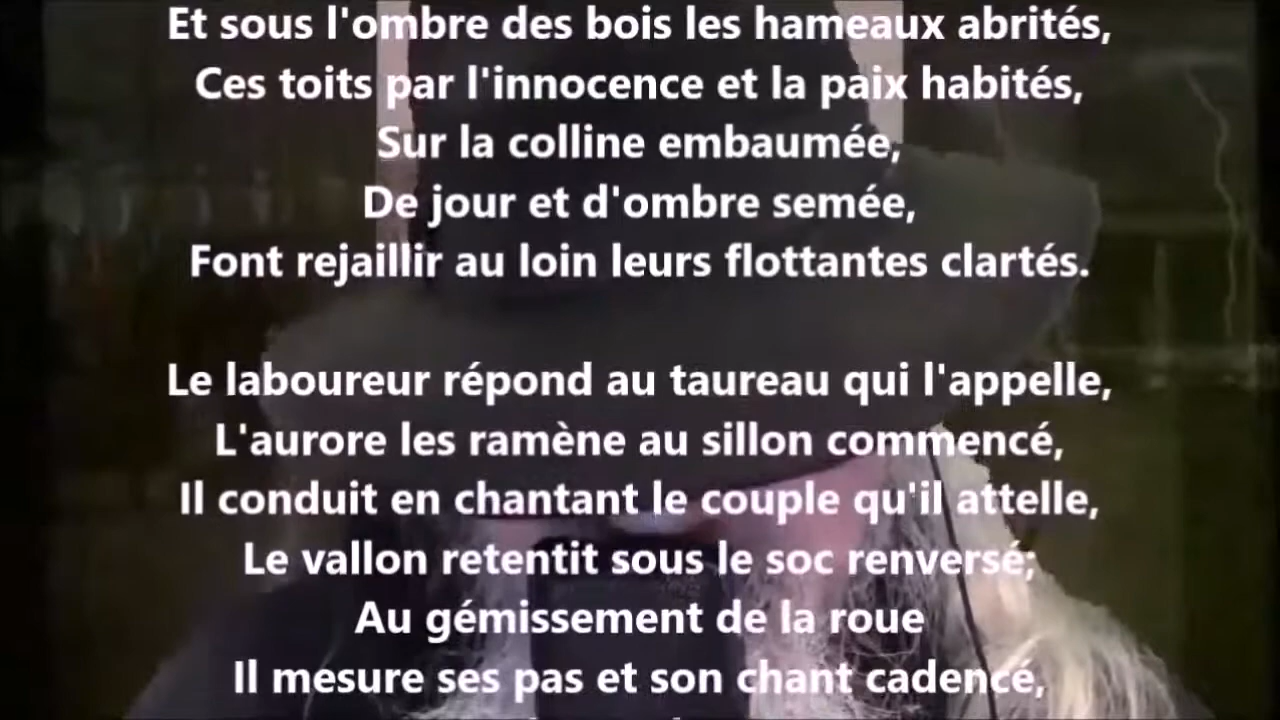 Et sous l'ombre des bois les hameaux abrités,
Ces toits par l'innocence et la paix habités,
Sur la colline embaumée,
De jour et d'ombre semée,
Font rejaillir au loin leurs flottantes clartés.
Le laboureur répond au taureau qui l'appelle,
L'aurore les ramène au sillon commencé,
Il conduit en chantant le couple qu'il attelle,
Le vallon retentit sous le soc renversé;
Au gémissement de la roue
Il mesure ses pas et son chant cadencé,